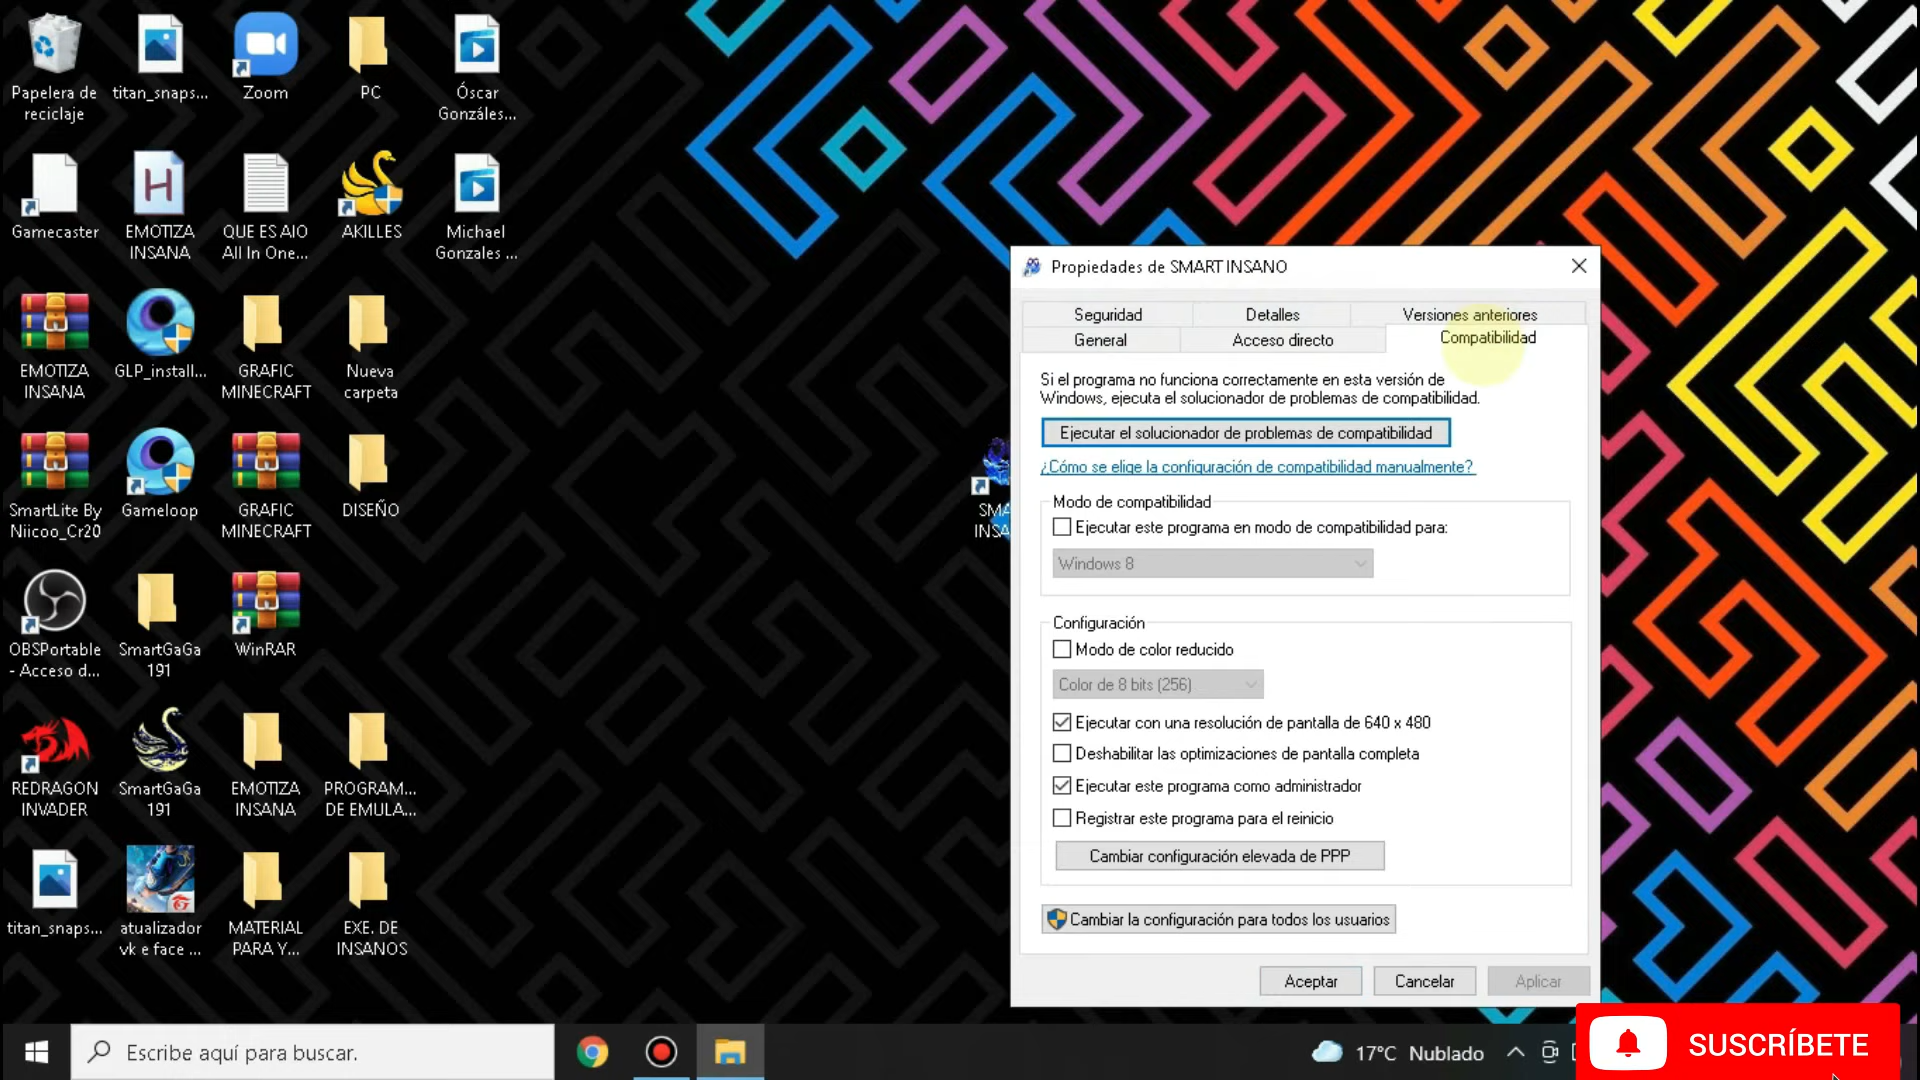 Papelera de
reciclaje
titan_snaps...
Zoom
PC
Óscar
Gonzáles...
Gamecaster
EMOTIZA
INSANA
QUE ES AIO
All In One...
AKILLES
Michael
Gonzales ...
EMOTIZA
INSANA
GLP_install...
GRAFIC
MINECRAFT
Nueva
carpeta
SmartLite By
Niicoo_Cr20
Gameloop
GRAFIC
MINECRAFT
DISEÑO
OBSPortable
- Acceso d...
SmartGaGa
191
WinRAR
REDRAGON
INVADER
SmartGaGa
191
EMOTIZA
INSANA
PROGRAM...
DE EMULA...
titan_snaps...
atualizador
vk e face ...
MATERIAL
PARA Y...
EXE. DE
INSANOS
SMA
INSA
Propiedades de SMART INSANO
Seguridad
Detalles
Versiones anteriores
General
Acceso directo
Compatibilidad
Si el programa no funciona correctamente en esta versión de
Windows, ejecuta el solucionador de problemas de compatibilidad.
Ejecutar el solucionador de problemas de compatibilidad
¿Cómo se elige la configuración de compatibilidad manualmente?
Modo de compatibilidad
Ejecutar este programa en modo de compatibilidad para:
Windows 8
Configuración
Modo de color reducido
Color de 8 bits (256)
Ejecutar con una resolución de pantalla de 640 x 480
Deshabilitar las optimizaciones de pantalla completa
Ejecutar este programa como administrador
Registrar este programa para el reinicio
Cambiar configuración elevada de PPP
Cambiar la configuración para todos los usuarios
Aceptar
Cancelar
Aplicar
Escribe aquí para buscar.
17°C Nublado
SUSCRÍBETE